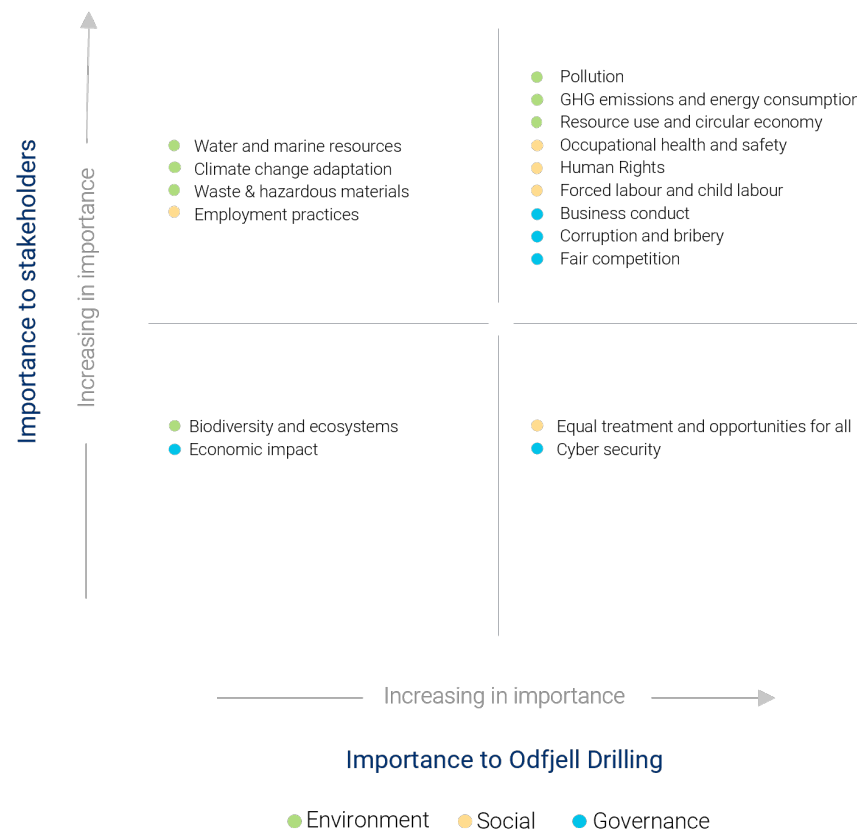 Importance to stakeholders
Increasing in importance
Water and marine resources
Climate change adaptation
Waste & hazardous materials
Employment practices
Pollution
GHG emissions and energy consumption
Resource use and circular economy
Occupational health and safety
Human Rights
Forced labour and child labour
Business conduct
Corruption and bribery
Fair competition
Biodiversity and ecosystems
Economic impact
Equal treatment and opportunities for all
Cyber security
Increasing in importance
Importance to Odfjell Drilling
Environment
Social
Governance